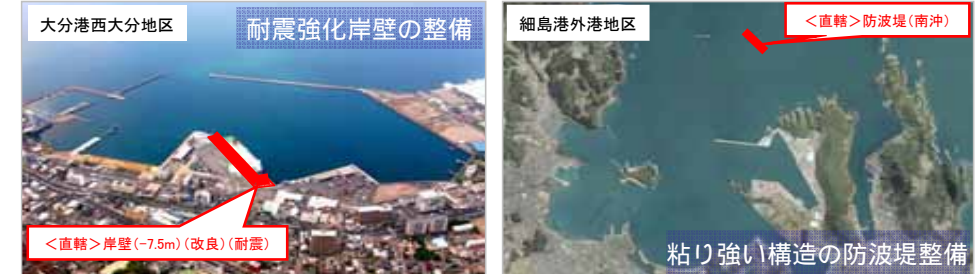 大分港西大分地区
耐震強化岸壁の整備
<直轄>岸壁(-7.5m)(改良)(耐震)
細島港外港地区
<直轄>防波堤(南沖)
粘り強い構造の防波堤整備